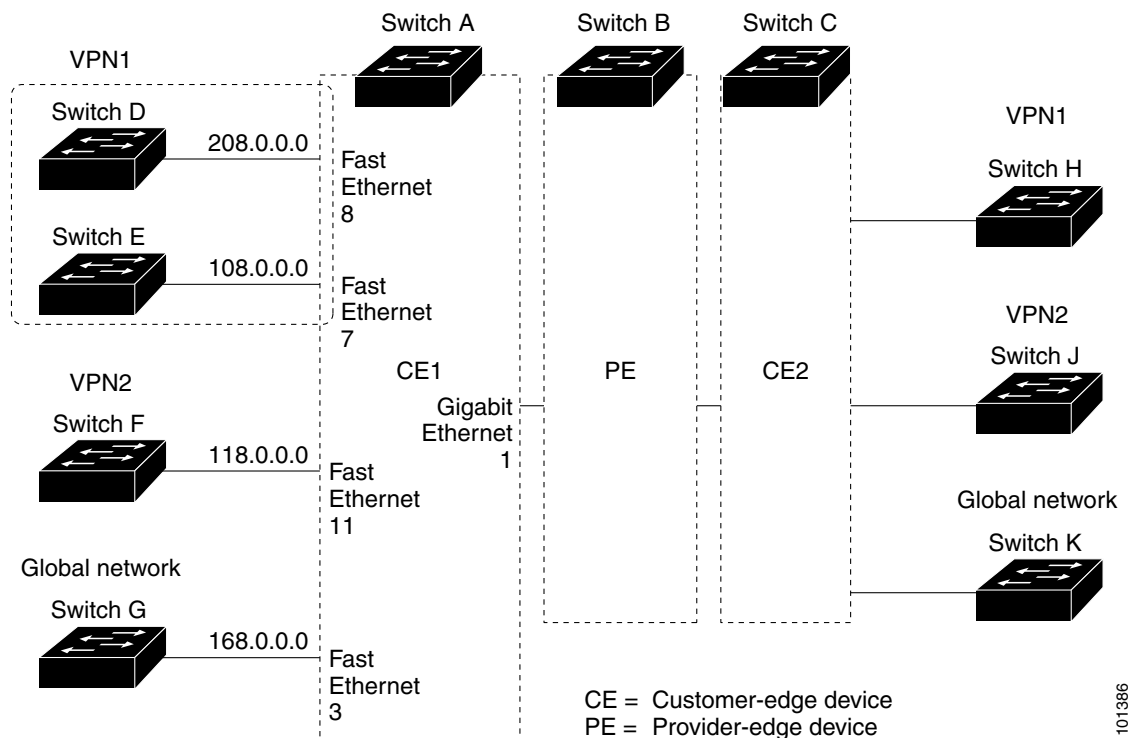 Switch A
Switch B
Switch C
VPN1
Switch D
208.0.0.0
Fast
Ethernet
8
Switch E
108.0.0.0
Fast
Ethernet
7
VPN2
Switch F
118.0.0.0
Fast
Ethernet
11
Global network
Switch G
168.0.0.0
Fast
Ethernet
3
CE1
Gigabit
Ethernet
1
PE
CE2
VPN1
Switch H
VPN2
Switch J
Global network
Switch K
CE = Customer-edge device
PE = Provider-edge device
101386